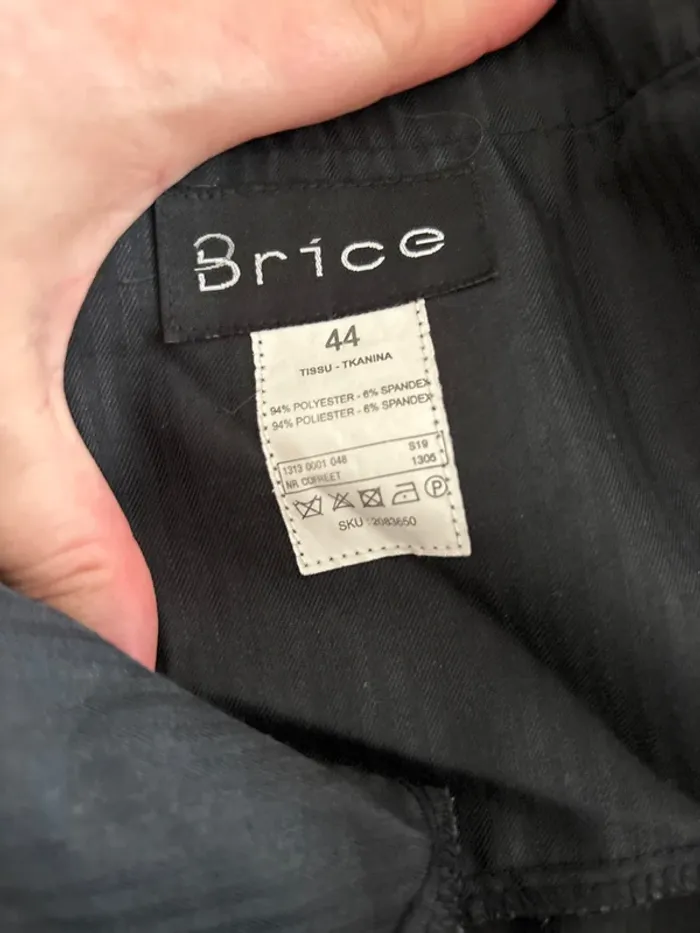 Brice
44
TISSU - TKANINA
94% POLYESTER - 6% SPANDEX
94% POLIESTER - 6% SPANDEX
1313 0001 048 S19
NR COFREET 1305
P
SKU : 2083650